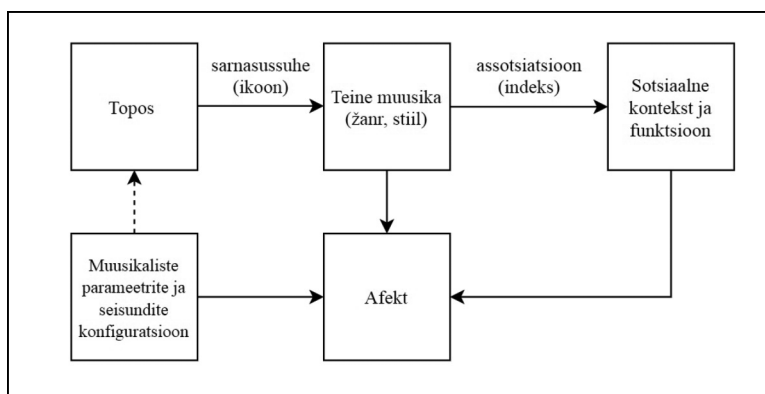 Topos
sarnasussuhe
(ikoon)
Teine muusika
(žanr, stiil)
assotsiatsioon
(indeks)
Sotsiaalne
kontekst ja
funktsioon
Muusikaliste
parameetrite ja
seisundite
konfiguratsioon
Afekt